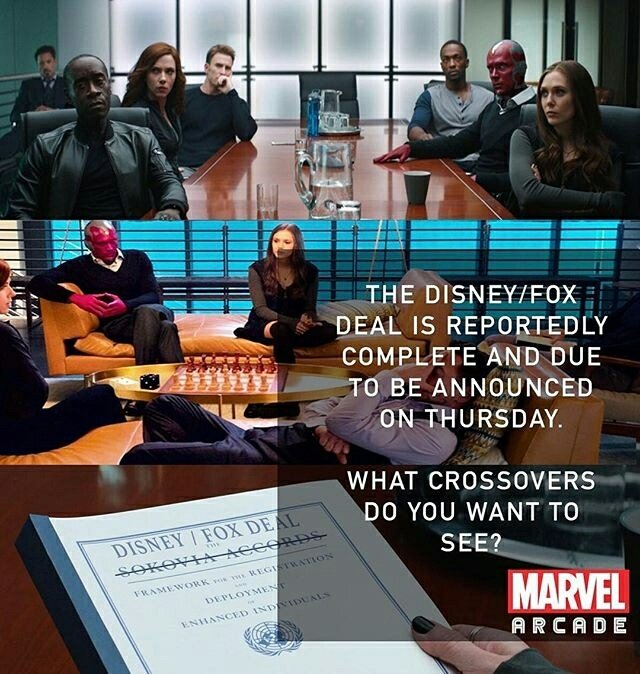 THE DISNEY/FOX
DEAL IS REPORTEDLY
COMPLETE AND DUE
TO BE ANNOUNCED
ON THURSDAY.
WHAT CROSSOVERS
DO YOU WANT TO
SEE?
DISNEY / FOX DEAL
THE
SOKOVIA ACCORDS
FRAMEWORK FOR THE REGISTRATION
AND
DEPLOYMENT
OF
ENHANCED INDIVIDUALS
MARVEL
ARCADE